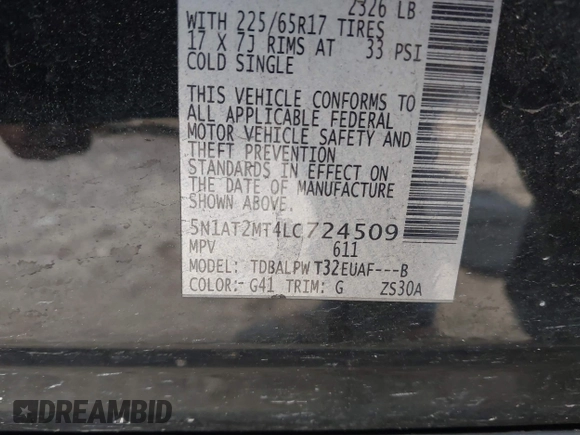 2326 LB
WITH 225/65R17 TIRES
17 X 7J RIMS AT 33 PSI
COLD SINGLE
THIS VEHICLE CONFORMS TO
ALL APPLICABLE FEDERAL
MOTOR VEHICLE SAFETY AND
THEFT PREVENTION
STANDARDS IN EFFECT ON
THE DATE OF MANUFACTURE
SHOWN ABOVE.
5N1AT2MT4LC724509
MPV 611
MODEL: TDBALPW T32EUAF---B
COLOR: G41 TRIM: G ZS30A
DREAMBID